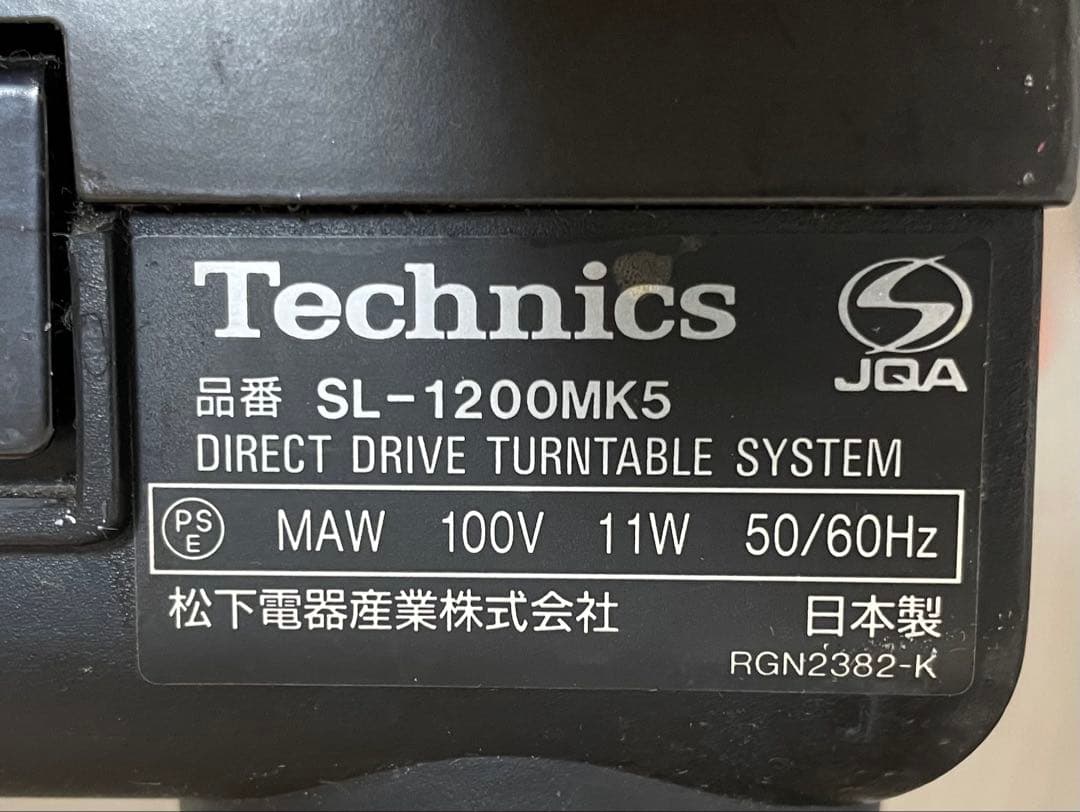 Technics
JQA
品番 SL-1200MK5
DIRECT DRIVE TURNTABLE SYSTEM
PSE MAW 100V 11W 50/60Hz
松下電器産業株式会社 日本製
RGN2382-K